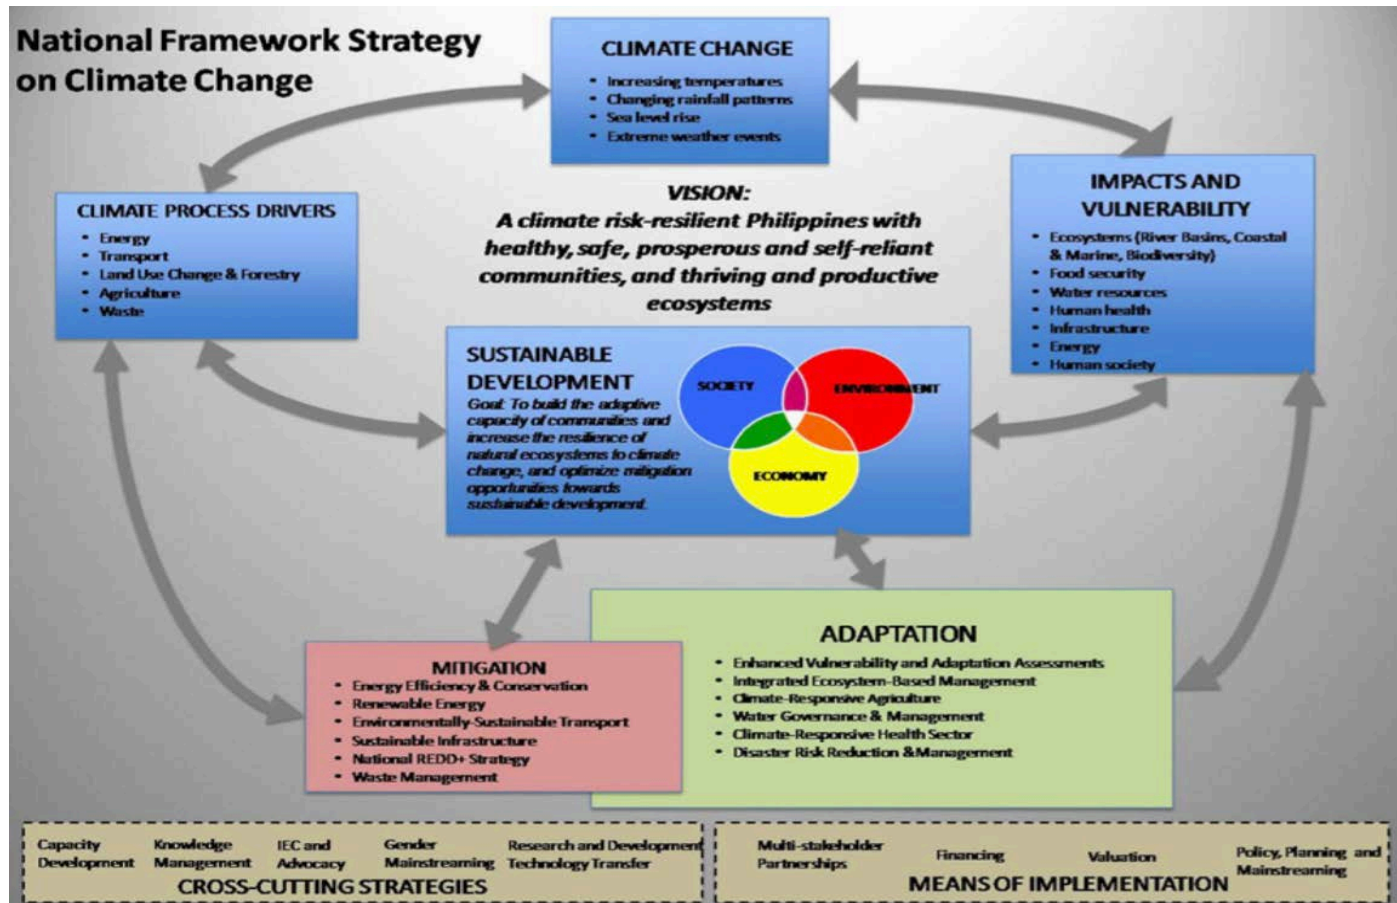 National Framework Strategy
on Climate Change
CLIMATE CHANGE
• Increasing temperatures
• Changing rainfall patterns
• Sea level rise
• Extreme weather events
CLIMATE PROCESS DRIVERS
• Energy
• Transport
• Land Use Change & Forestry
• Agriculture
• Waste
VISION:
A climate risk-resilient Philippines with
healthy, safe, prosperous and self-reliant
communities, and thriving and productive
ecosystems
IMPACTS AND
VULNERABILITY
• Ecosystems (River Basins, Coastal
& Marine, Biodiversity)
• Food security
• Water resources
• Human health
• Infrastructure
• Energy
• Human society
SUSTAINABLE
DEVELOPMENT
Goal: To build the adaptive
capacity of communities and
increase the resilience of
natural ecosystems to climate
change, and optimize mitigation
opportunities towards
sustainable development.
SOCIETY
ENVIRONMENT
ECONOMY
MITIGATION
• Energy Efficiency & Conservation
• Renewable Energy
• Environmentally-Sustainable Transport
• Sustainable Infrastructure
• National REDD+ Strategy
• Waste Management
ADAPTATION
• Enhanced Vulnerability and Adaptation Assessments
• Integrated Ecosystem-Based Management
• Climate-Responsive Agriculture
• Water Governance & Management
• Climate-Responsive Health Sector
• Disaster Risk Reduction &Management
Capacity
Development
Knowledge
Management
IEC and
Advocacy
Gender
Mainstreaming
Research and Development
Technology Transfer
CROSS-CUTTING STRATEGIES
Multi-stakeholder
Partnerships
Financing
Valuation
Policy, Planning and
Mainstreaming
MEANS OF IMPLEMENTATION